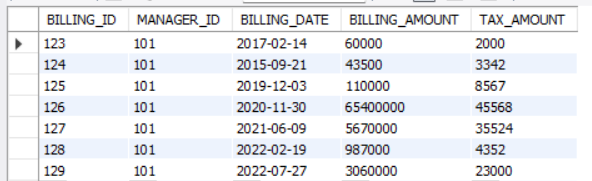 BILLING_ID MANAGER_ID BILLING_DATE BILLING_AMOUNT TAX_AMOUNT
123 101 2017-02-14 60000 2000
124 101 2015-09-21 43500 3342
125 101 2019-12-03 110000 8567
126 101 2020-11-30 65400000 45568
127 101 2021-06-09 5670000 35524
128 101 2022-02-19 987000 4352
129 101 2022-07-27 3060000 23000